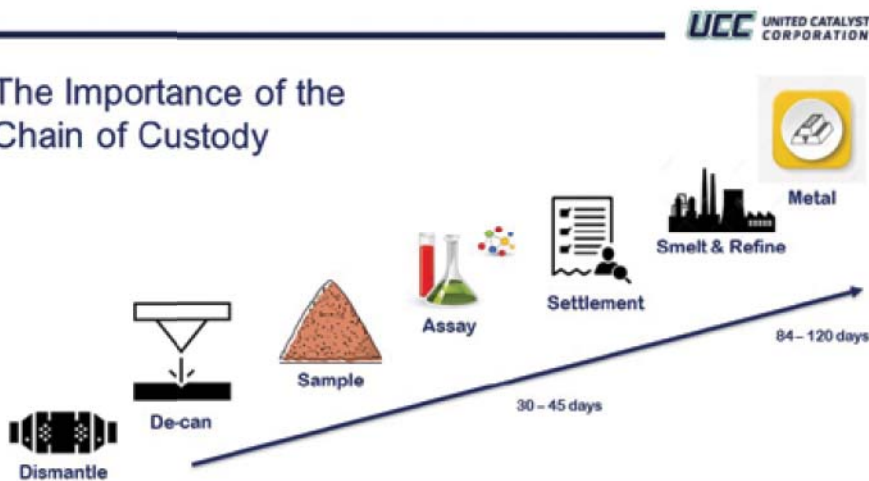 UCC UNITED CATALYST
CORPORATION
The Importance of the
Chain of Custody
Metal
Smelt & Refine
Settlement
Assay
84 – 120 days
Sample
30 – 45 days
De-can
Dismantle